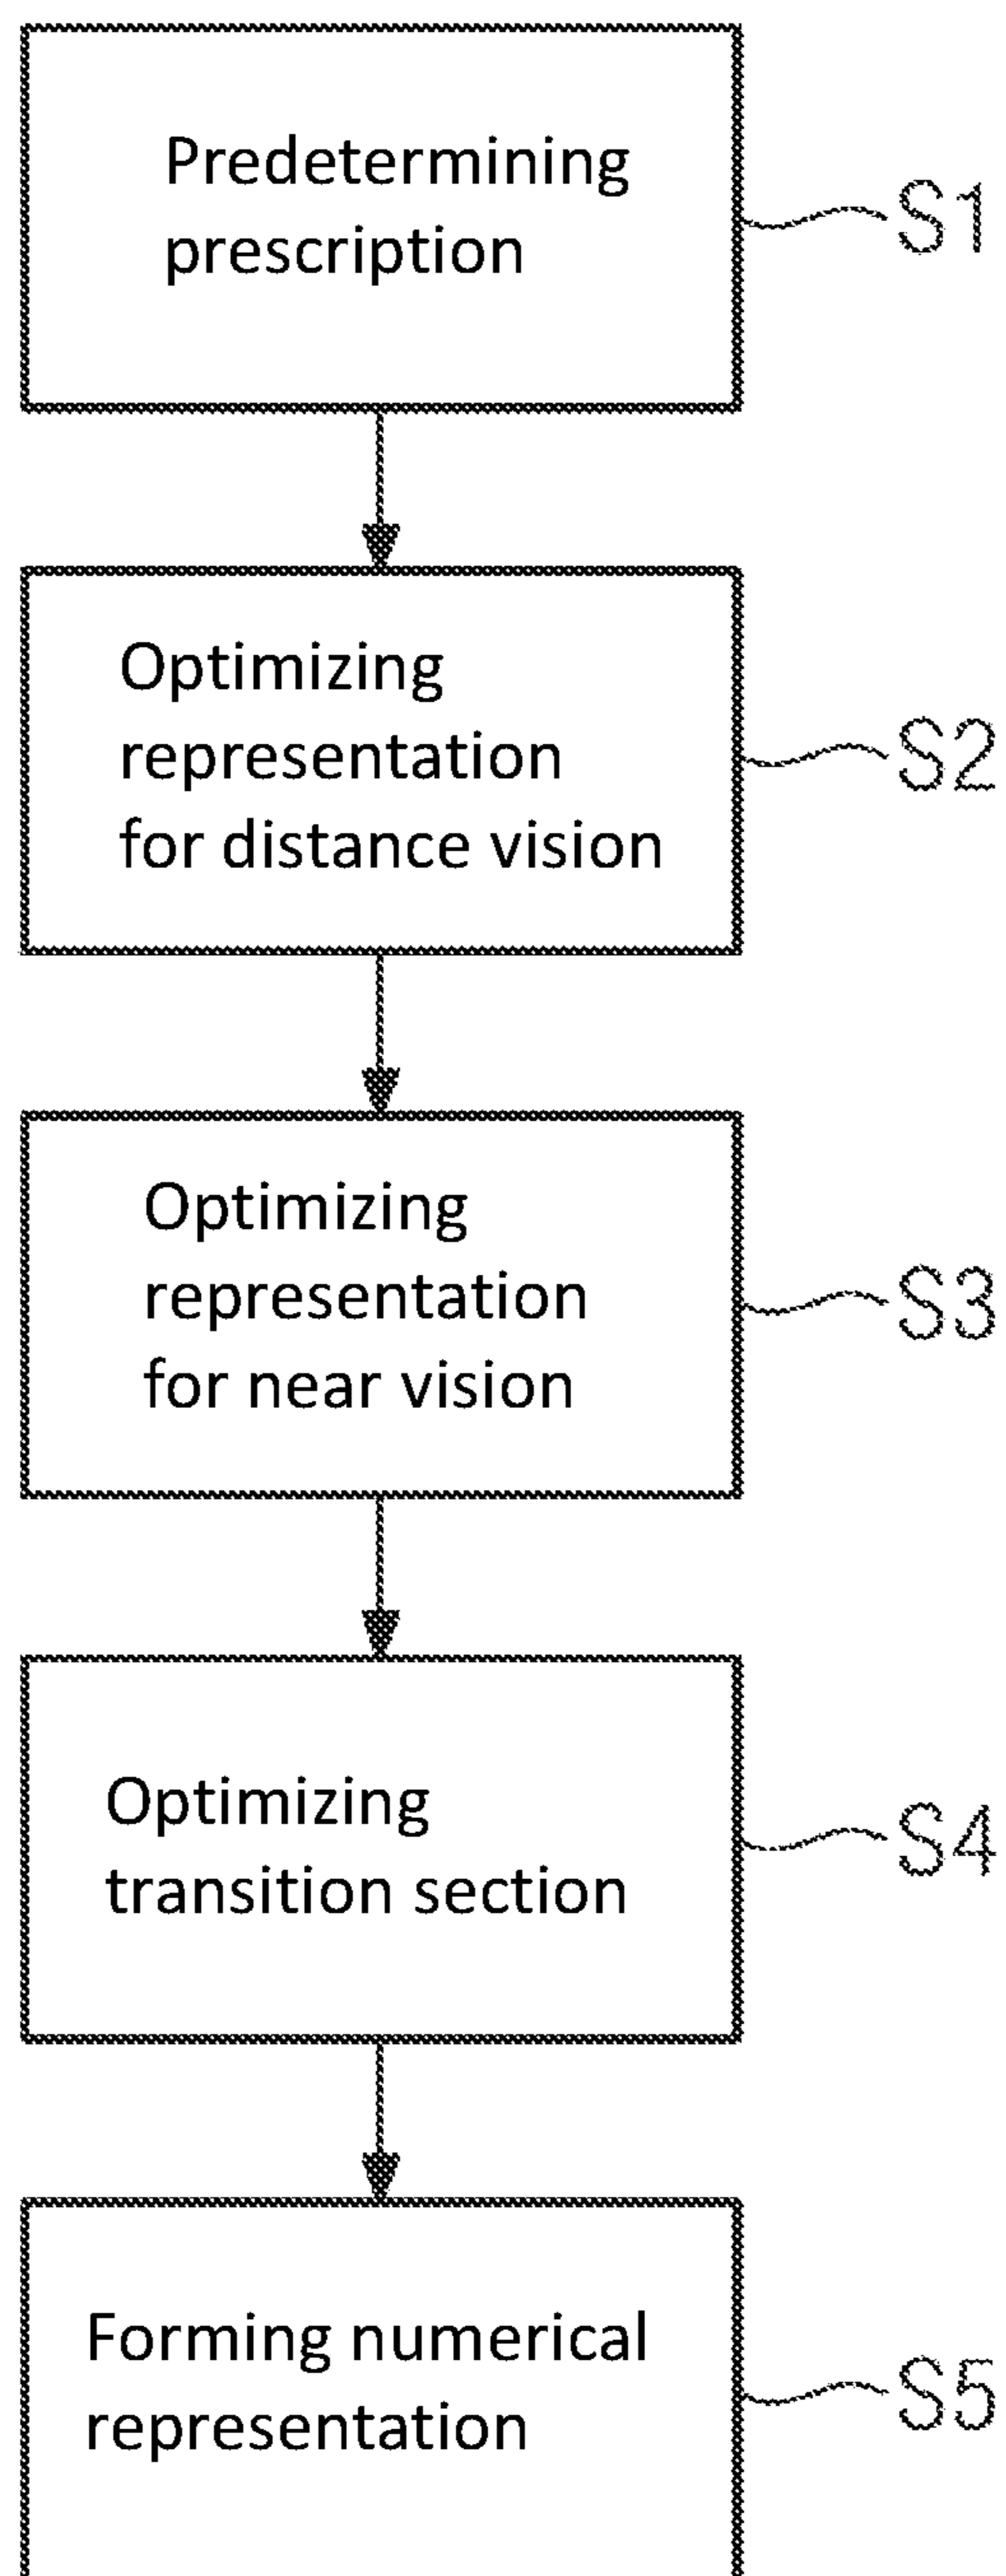 Predetermining
prescription
S1
Optimizing
representation
for distance vision
S2
Optimizing
representation
for near vision
S3
Optimizing
transition section
S4
Forming numerical
representation
S5